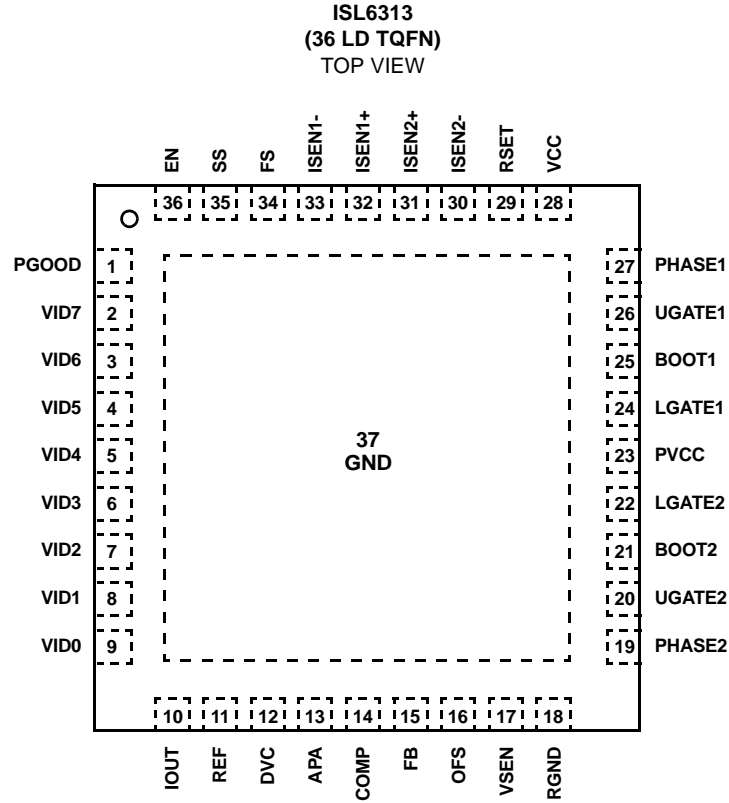 ISL6313
(36 LD TQFN)
TOP VIEW
EN
SS
FS
ISEN1-
ISEN1+
ISEN2+
ISEN2-
RSET
VCC
36
35
34
33
32
31
30
29
28
PGOOD 1
VID7 2
VID6 3
VID5 4
VID4 5
VID3 6
VID2 7
VID1 8
VID0 9
37
GND
27 PHASE1
26 UGATE1
25 BOOT1
24 LGATE1
23 PVCC
22 LGATE2
21 BOOT2
20 UGATE2
19 PHASE2
10
11
12
13
14
15
16
17
18
IOUT
REF
DVC
APA
COMP
FB
OFS
VSEN
RGND